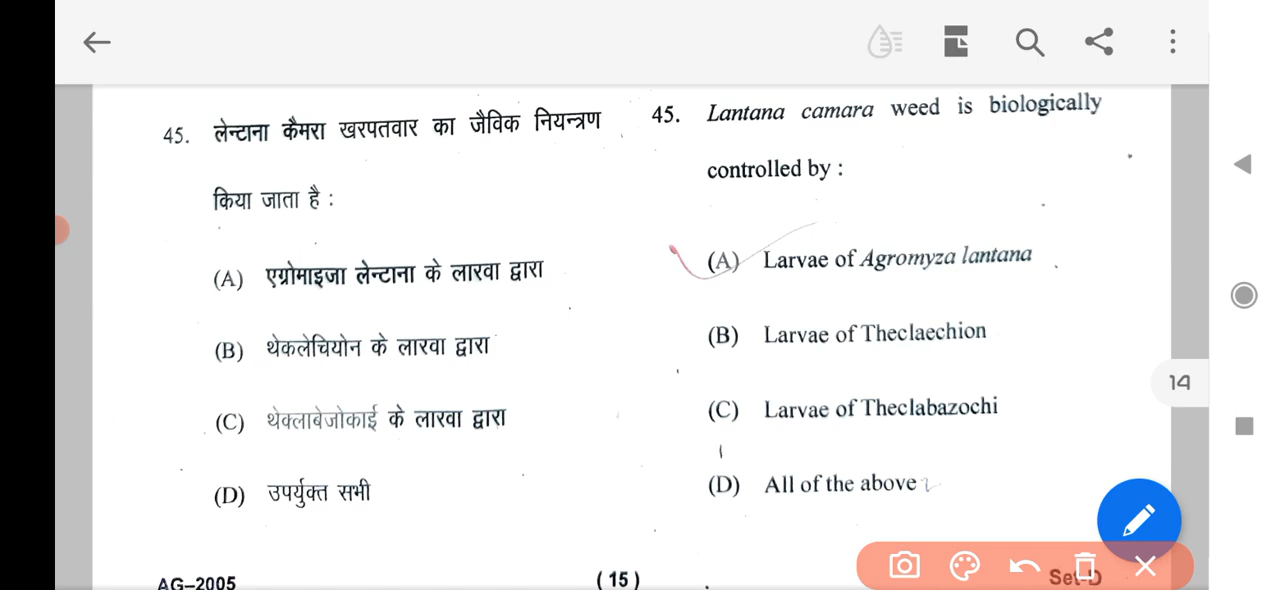 45. लेन्टाना कैमरा खरपतवार का जैविक नियन्त्रण
किया जाता है :
(A) एग्रोमाइजा लेन्टाना के लारवा द्वारा
(B) थेकलेचियोन के लारवा द्वारा
(C) थेक्लाबेजोकाई के लारवा द्वारा
(D) उपर्युक्त सभी
45. Lantana camara weed is biologically
controlled by :
(A) Larvae of Agromyza lantana
(B) Larvae of Theclaechion
(C) Larvae of Theclabazochi
(D) All of the above
14
AG–2005
( 15 )
Set-D